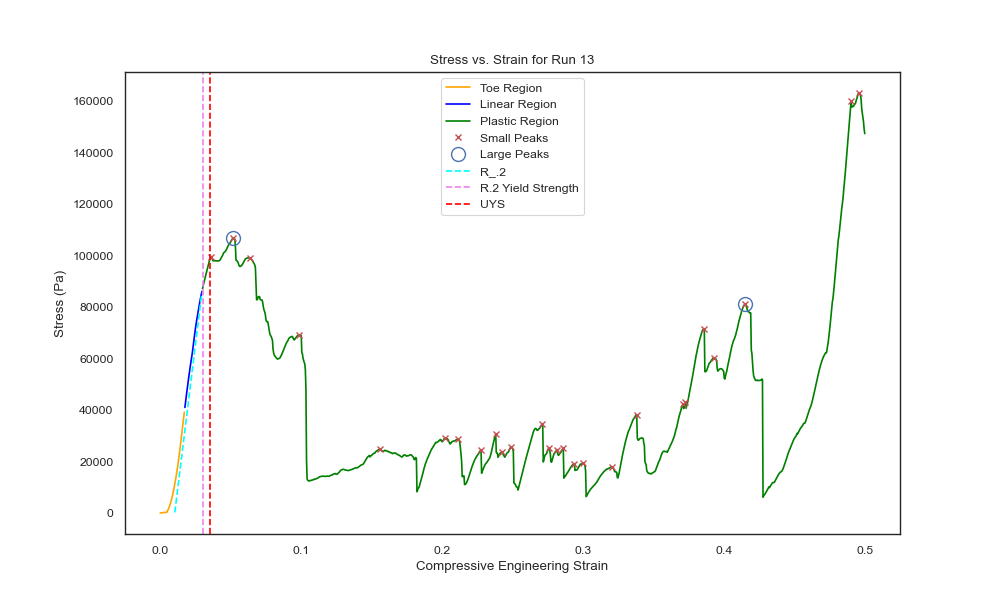 Stress vs. Strain for Run 13
Toe Region
Linear Region
Plastic Region
Small Peaks
Large Peaks
R_.2
R.2 Yield Strength
UYS
Stress (Pa)
160000
140000
120000
100000
80000
60000
40000
20000
0
0.0 0.1 0.2 0.3 0.4 0.5
Compressive Engineering Strain